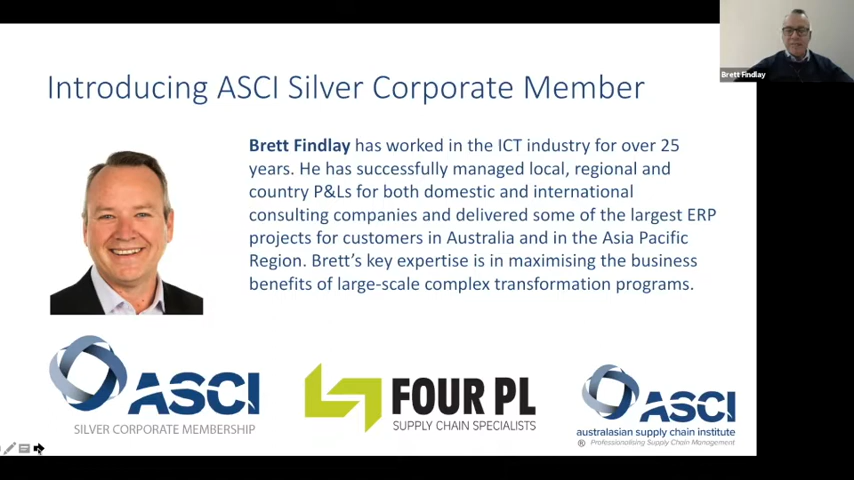 Brett Findlay
Introducing ASCI Silver Corporate Member
Brett Findlay has worked in the ICT industry for over 25
years. He has successfully managed local, regional and
country P&Ls for both domestic and international
consulting companies and delivered some of the largest ERP
projects for customers in Australia and in the Asia Pacific
Region. Brett’s key expertise is in maximising the business
benefits of large-scale complex transformation programs.
ASCI
SILVER CORPORATE MEMBERSHIP
FOUR PL
SUPPLY CHAIN SPECIALISTS
ASCI
australasian supply chain institute
® Professionalising Supply Chain Management